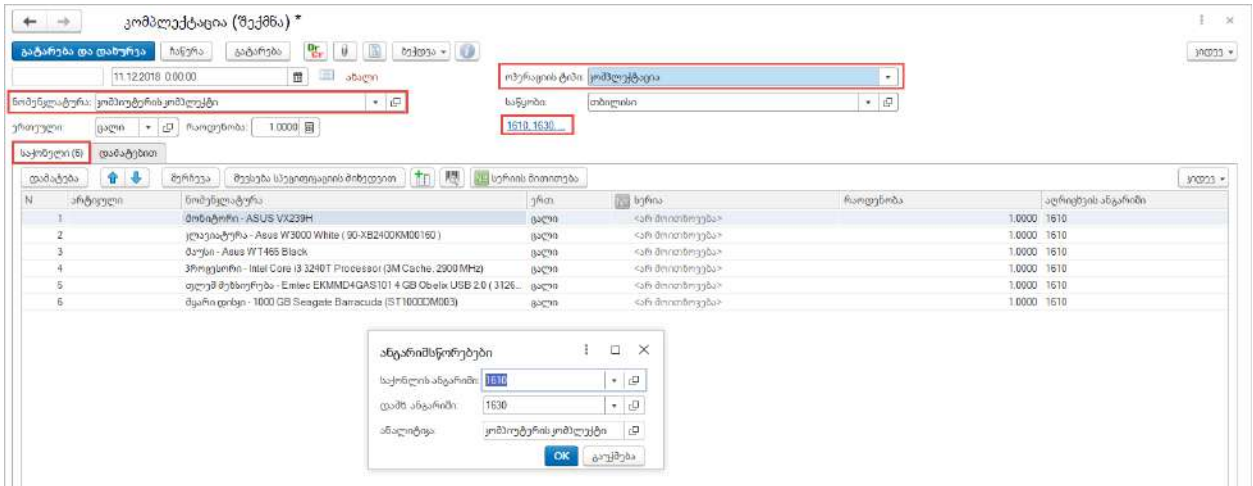 კომპლექტაცია (შექმნა) *
გატარება და დახურვა ჩაწერა გატარება Dr Cr ბეჭდვა კიდევ
11.12.2018 0:00:00 ახალი ოპერაციის ტიპი: კომპლექტაცია
ნომენკლატურა: კომპიუტერის კომპლექტი საწყობი: თბილისი
ერთეული: ცალი რაოდენობა: 1.0000 1610, 1630, ...
საქონელი (6) დამატებით
დამატება შერჩევა შევსება სპეციფიკაციის მიხედვით სერიის მითითება კიდევ
N არტიკული ნომენკლატურა ერთ. სერია რაოდენობა აღრიცხვის ანგარიში
1 მონიტორი - ASUS VX239H ცალი <არ მოითხოვება> 1.0000 1610
2 კლავიატურა - Asus W3000 White ( 90-XB2400KM00160 ) ცალი <არ მოითხოვება> 1.0000 1610
3 მაუსი - Asus WT465 Black ცალი <არ მოითხოვება> 1.0000 1610
4 პროცესორი - Intel Core i3 3240T Processor (3M Cache, 2900 MHz) ცალი <არ მოითხოვება> 1.0000 1610
5 ფლეშ მეხსიერება - Emtec EKMMD4GAS101 4 GB Obelix USB 2.0 ( 3126... ცალი <არ მოითხოვება> 1.0000 1610
6 მყარი დისკი - 1000 GB Seagate Barracuda (ST1000DM003) ცალი <არ მოითხოვება> 1.0000 1610
ანგარიშსწორებები
საქონლის ანგარიში: 1610
დამხ. ანგარიში: 1630
ანალიტიკა: კომპიუტერის კომპლექტი
OK გაუქმება